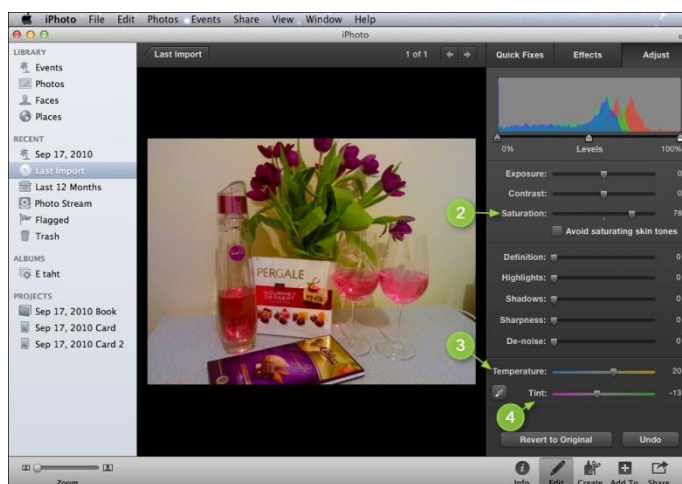 iPhoto File Edit Photos Events Share View Window Help
iPhoto
LIBRARY
Events
Photos
Faces
Places
RECENT
Sep 17, 2010
Last Import
Last 12 Months
Photo Stream
Flagged
Trash
ALBUMS
E taht
PROJECTS
Sep 17, 2010 Book
Sep 17, 2010 Card
Sep 17, 2010 Card 2
Zoom
Last Import
1 of 1
PERGALĖ
GOURMET
DESSERT
Quick Fixes Effects Adjust
0% Levels 100%
Exposure: 0
Contrast: 0
2 Saturation: 78
Avoid saturating skin tones
Definition: 0
Highlights: 0
Shadows: 0
Sharpness: 0
De-noise: 0
3
Temperature: 20
Tint: -13
4
Revert to Original Undo
Info Edit Create Add To Share